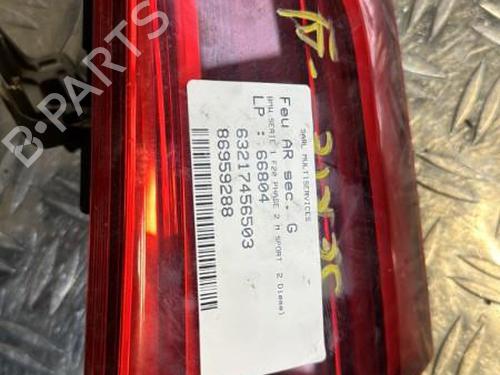 B-PARTS
SARL MULTISERVICES
Feu AR sec. G
BMW SERIE 1 F20 PHASE 2 M SPORT 2.Diesel
LP : 66804
63217456503
86959288